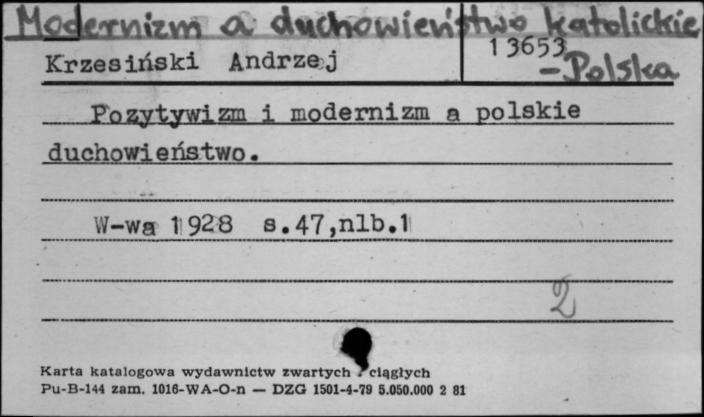 Modernizm a duchowieństwo katolickie
13653
Krzesiński Andrzej
-Polska
Pozytywizm i modernizm a polskie
duchowieństwo.
W-wa 1928 s.47,nlb.1
2
Karta katalogowa wydawnictw zwartych ciągłych
Pu-B-144 zam. 1016-WA-O-n — DZG 1501-4-79 5.050.000 2 81